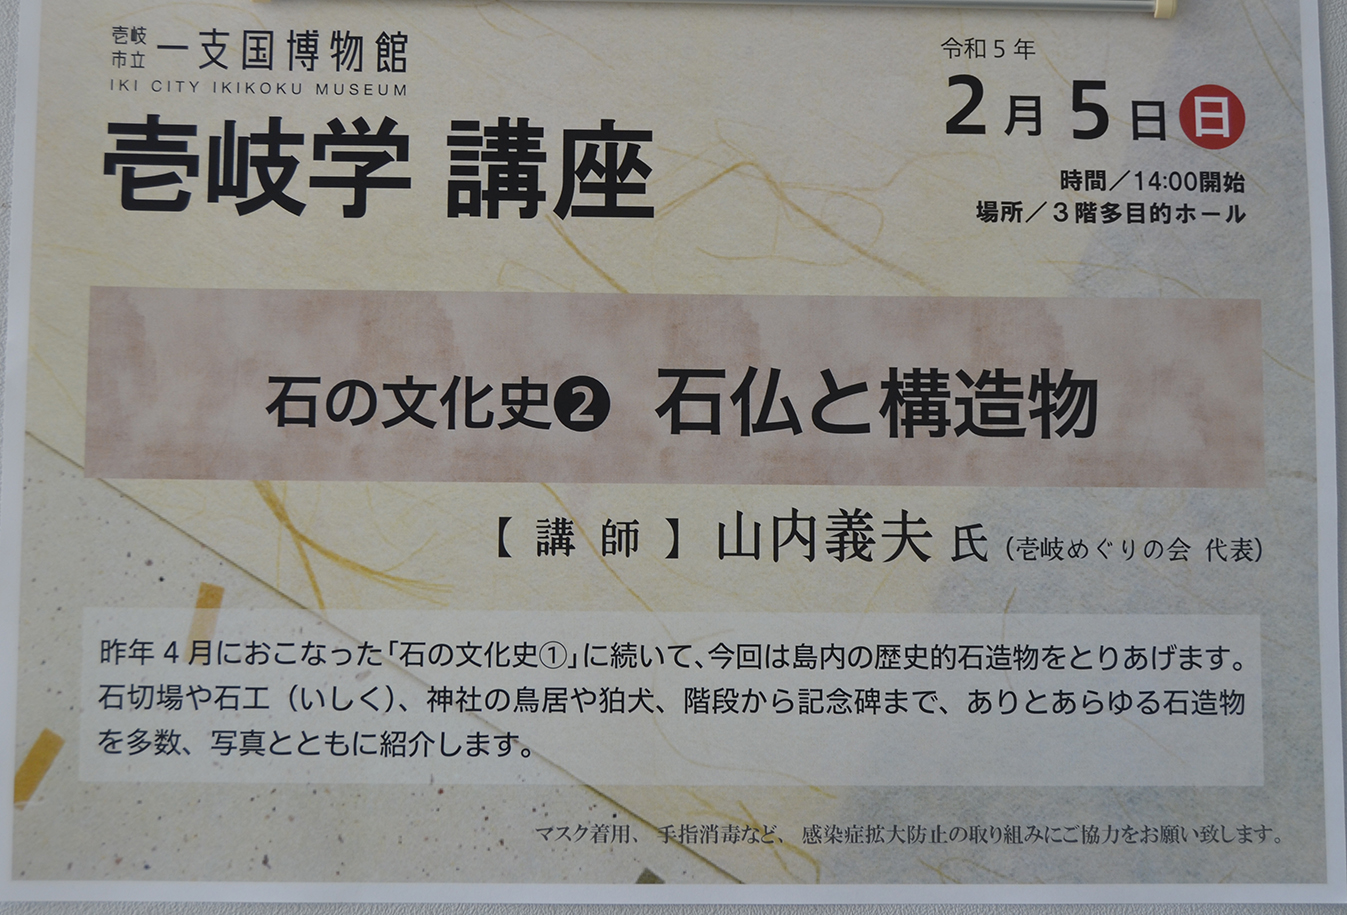 壱岐市立 一支国博物館
IKI CITY IKIKOKU MUSEUM
壱岐学 講座
令和5年
2月5日 日
時間／14:00開始
場所／3階多目的ホール
石の文化史❷ 石仏と構造物
【 講 師 】 山内義夫 氏 (壱岐めぐりの会 代表)
昨年4月におこなった「石の文化史①」に続いて、今回は島内の歴史的石造物をとりあげます。
石切場や石工（いしく）、神社の鳥居や狛犬、階段から記念碑まで、ありとあらゆる石造物
を多数、写真とともに紹介します。
マスク着用、 手指消毒など、 感染症拡大防止の取り組みにご協力をお願い致します。